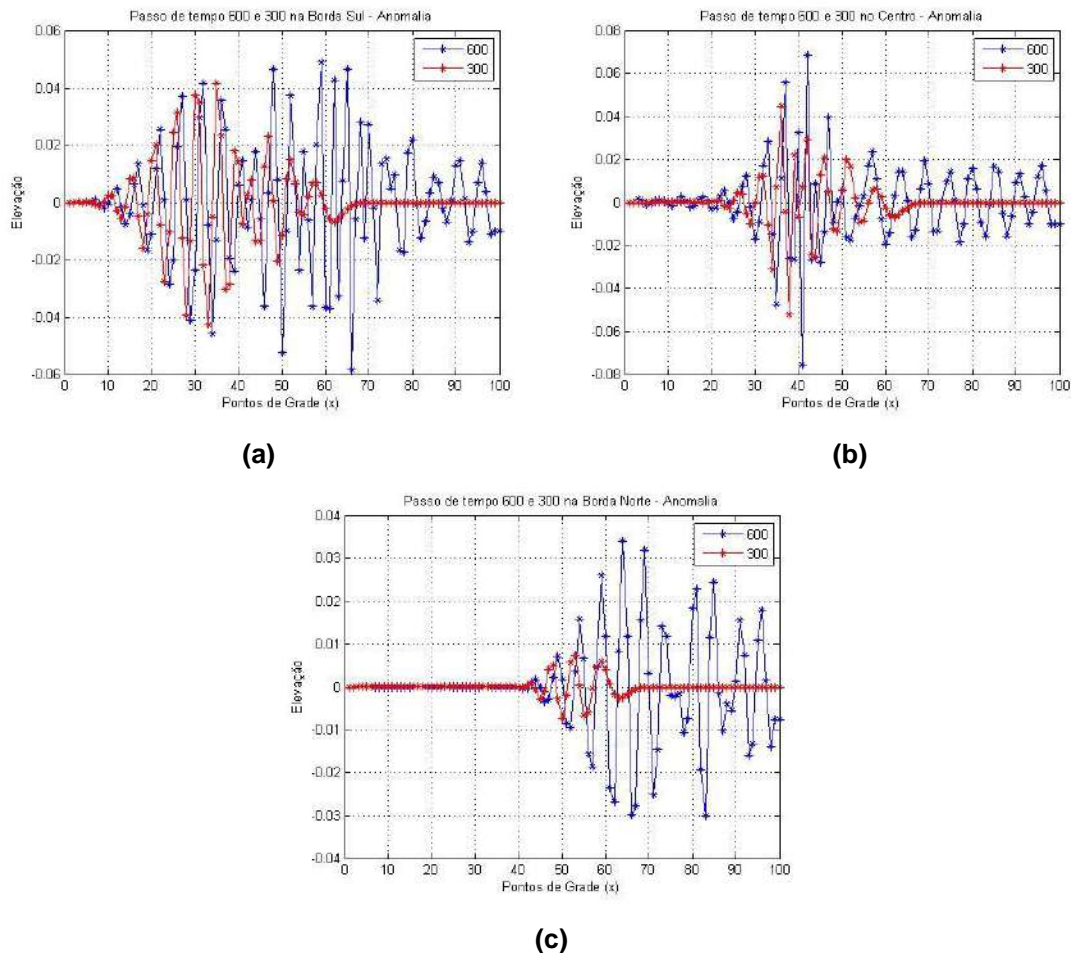 Passo de tempo 600 e 300 na Borda Sul - Anomalia
0.06
0.04
0.02
0
-0.02
-0.04
-0.06
Elevação
0 10 20 30 40 50 60 70 80 90 100
Pontos de Grade (x)
600
300
(a)
Passo de tempo 600 e 300 no Centro - Anomalia
0.08
0.06
0.04
0.02
0
-0.02
-0.04
-0.06
-0.08
Elevação
0 10 20 30 40 50 60 70 80 90 100
Pontos de Grade (x)
600
300
(b)
Passo de tempo 600 e 300 na Borda Norte - Anomalia
0.04
0.03
0.02
0.01
0
-0.01
-0.02
-0.03
-0.04
Elevação
0 10 20 30 40 50 60 70 80 90 100
Pontos de Grade (x)
600
300
(c)